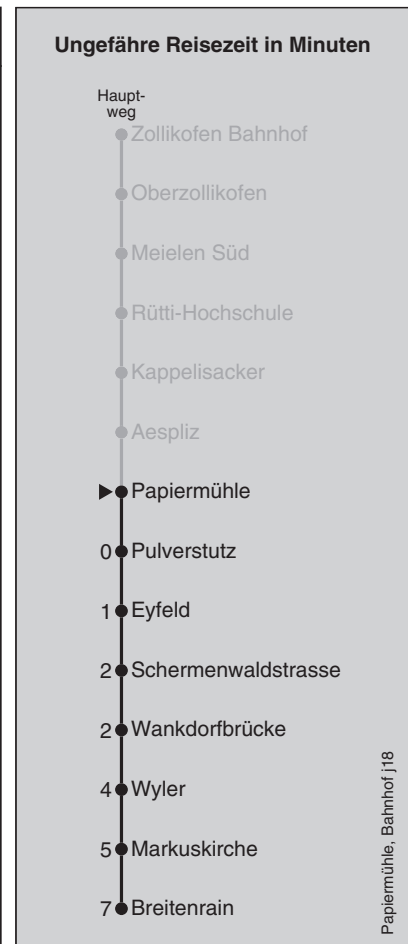 Ungefähre Reisezeit in Minuten
Haupt-
weg
Zollikofen Bahnhof
Oberzollikofen
Meielen Süd
Rütti-Hochschule
Kappelisacker
Aespliz
Papiermühle
0 Pulverstutz
1 Eyfeld
2 Schermenwaldstrasse
2 Wankdorfbrücke
4 Wyler
5 Markuskirche
7 Breitenrain
Papiermühle, Bahnhof j18